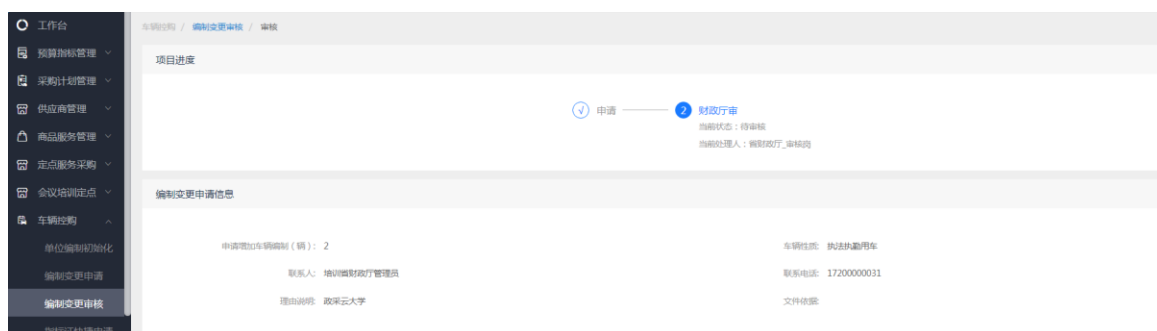 工作台
预算指标管理
采购计划管理
供应商管理
商品服务管理
定点服务采购
会议培训定点
车辆控购
单位编制初始化
编制变更申请
编制变更审核
车辆控购 / 编制变更审核 / 审核
项目进度
申请
2 财政厅审
当前状态：待审核
当前处理人：省财政厅_审核岗
编制变更申请信息
申请增加车辆编制（辆）： 2
车辆性质: 执法执勤用车
联系人: 培训省财政厅管理员
联系电话: 17200000031
理由说明: 政采云大学
文件依据: